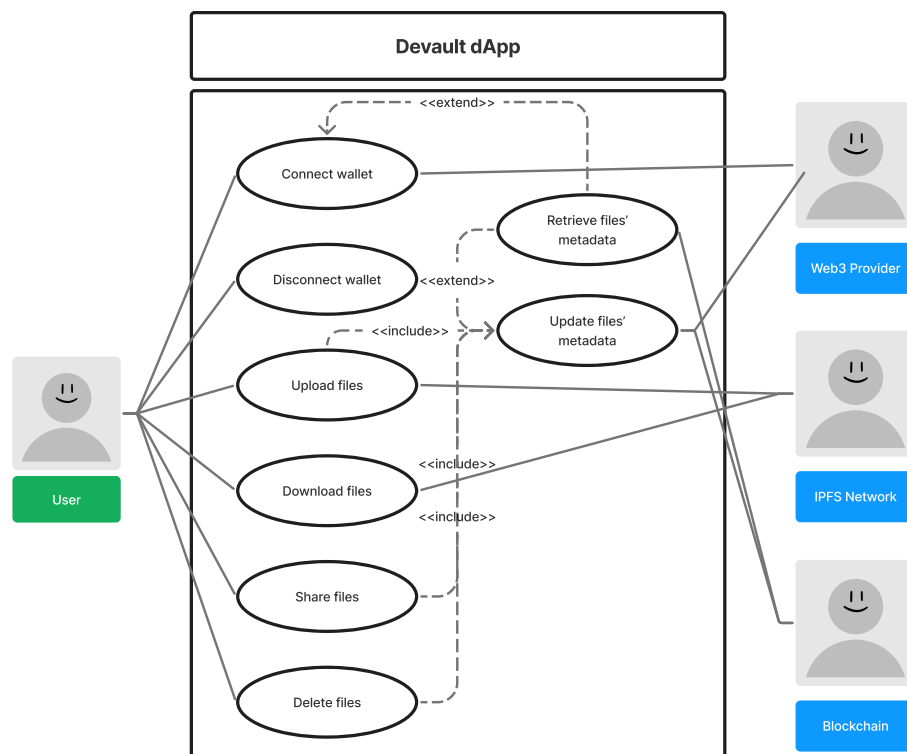 Devault dApp
<<extend>>
Connect wallet
Retrieve files’
metadata
Web3 Provider
Disconnect wallet
<<extend>>
<<include>>
Update files’
metadata
Upload files
<<include>>
Download files
User
IPFS Network
<<include>>
Share files
Delete files
Blockchain